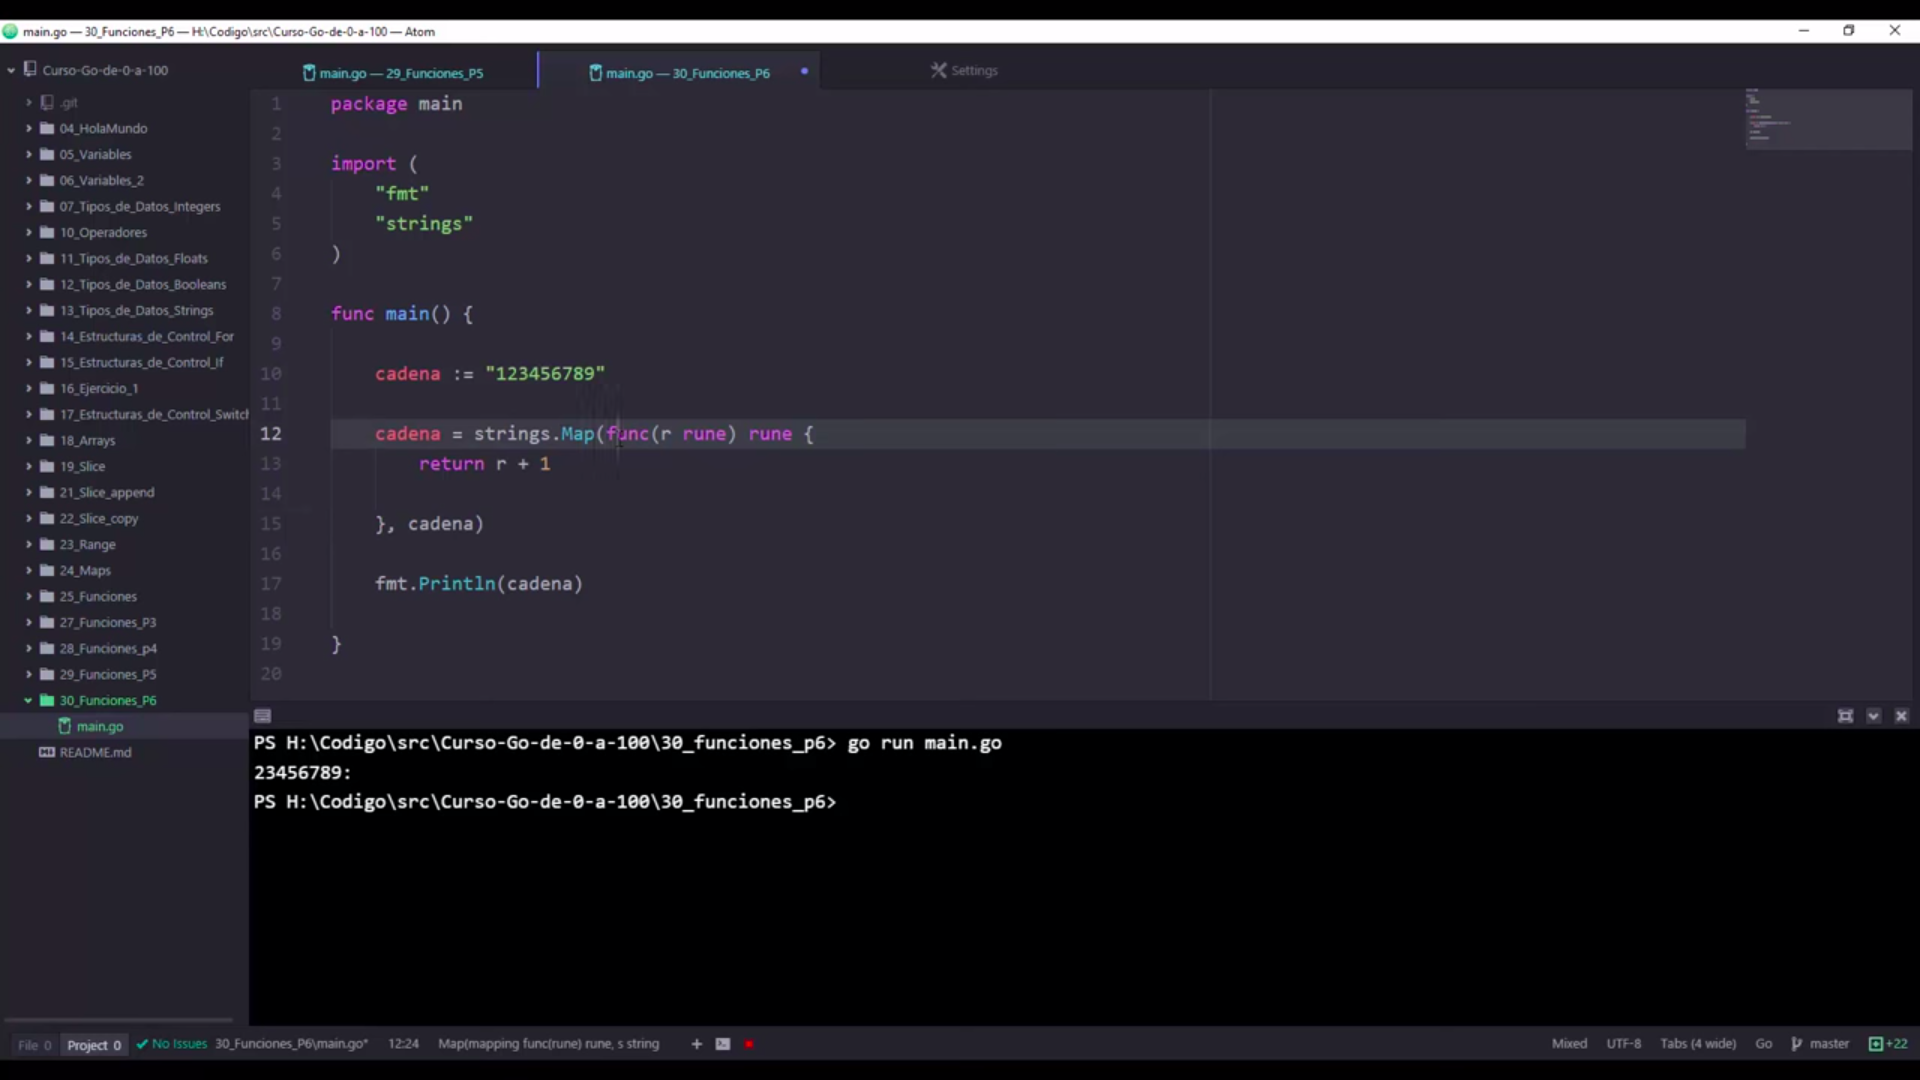 main.go — 30_Funciones_P6 — H:\Codigo\src\Curso-Go-de-0-a-100 — Atom
Curso-Go-de-0-a-100
main.go — 29_Funciones_P5
main.go — 30_Funciones_P6
Settings
.git
04_HolaMundo
05_Variables
06_Variables_2
07_Tipos_de_Datos_Integers
10_Operadores
11_Tipos_de_Datos_Floats
12_Tipos_de_Datos_Booleans
13_Tipos_de_Datos_Strings
14_Estructuras_de_Control_For
15_Estructuras_de_Control_If
16_Ejercicio_1
17_Estructuras_de_Control_Switch
18_Arrays
19_Slice
21_Slice_append
22_Slice_copy
23_Range
24_Maps
25_Funciones
27_Funciones_P3
28_Funciones_p4
29_Funciones_P5
30_Funciones_P6
main.go
README.md
1 package main
2
3 import (
4 "fmt"
5 "strings"
6 )
7
8 func main() {
9
10 cadena := "123456789"
11
12 cadena = strings.Map(func(r rune) rune {
13 return r + 1
14
15 }, cadena)
16
17 fmt.Println(cadena)
18
19 }
20
PS H:\Codigo\src\Curso-Go-de-0-a-100\30_funciones_p6> go run main.go
23456789:
PS H:\Codigo\src\Curso-Go-de-0-a-100\30_funciones_p6>
File 0 Project 0 No Issues 30_Funciones_P6\main.go* 12:24 Map(mapping func(rune) rune, s string + Mixed UTF-8 Tabs (4 wide) Go master +22